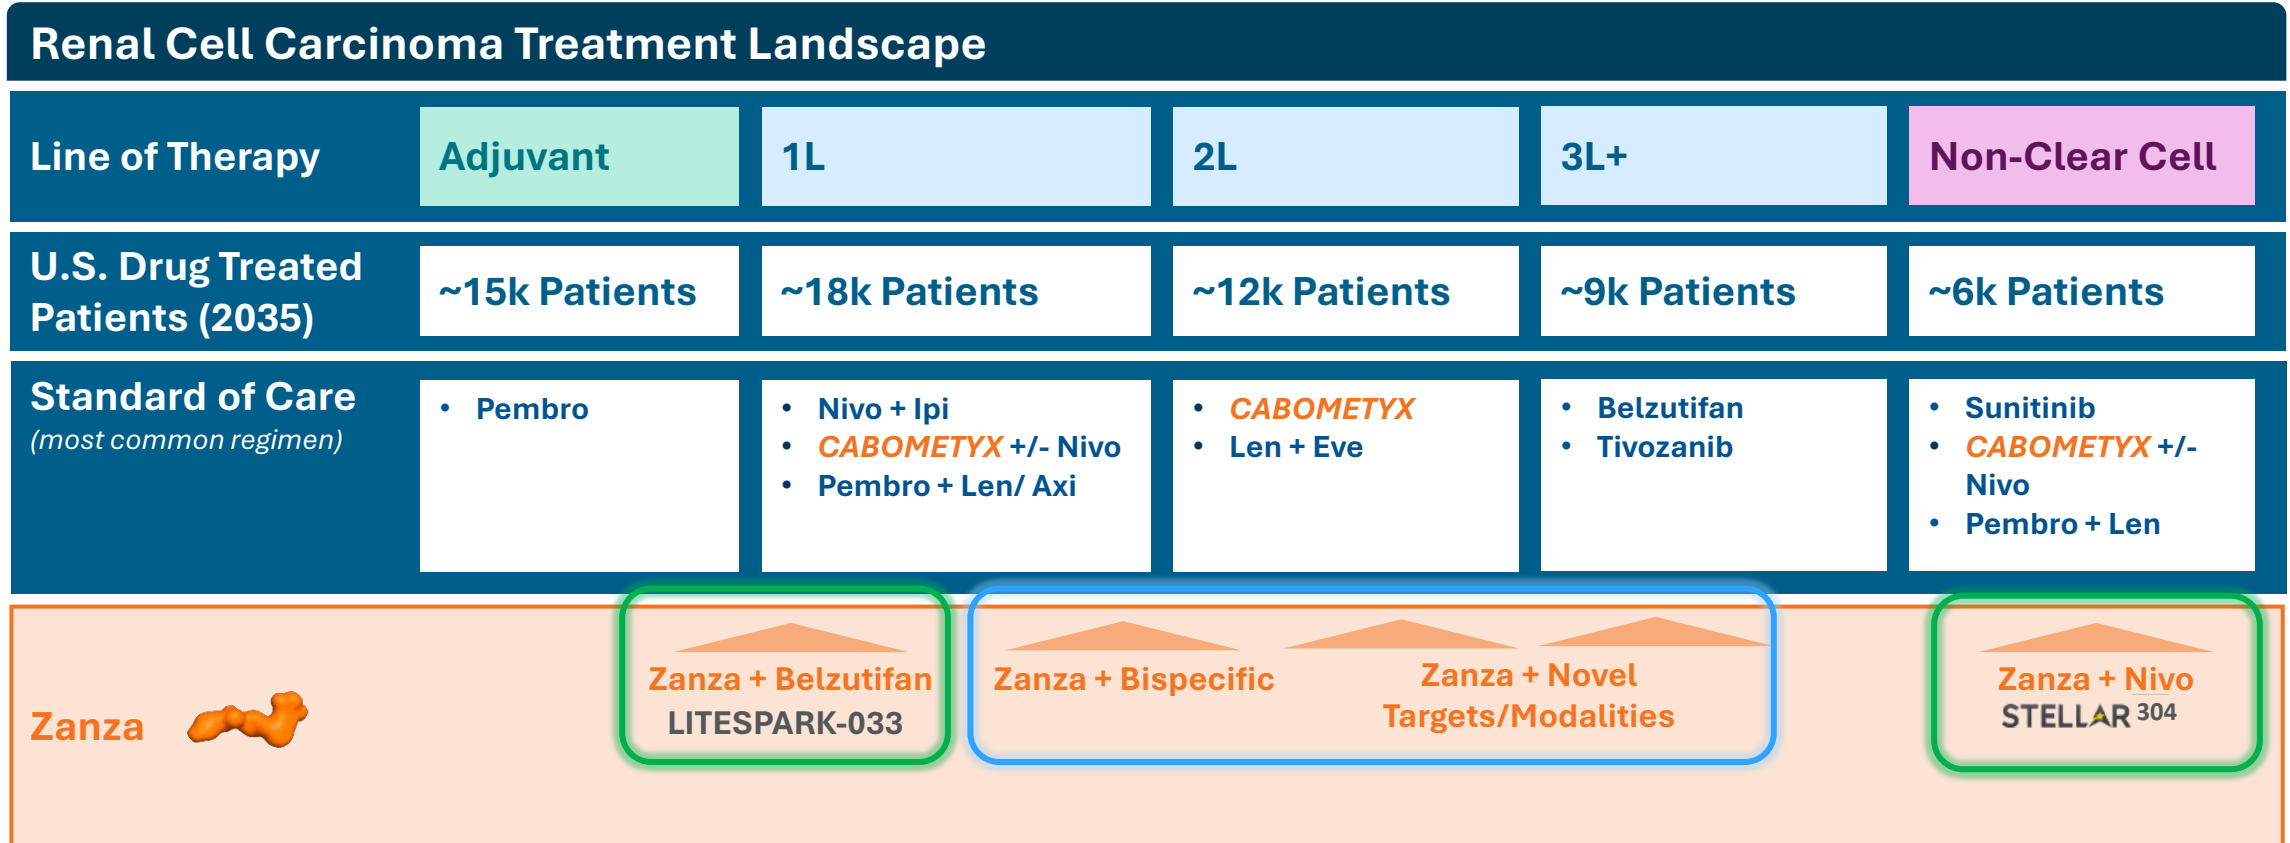 Renal Cell Carcinoma Treatment Landscape
Line of Therapy
Adjuvant
1L
2L
3L+
Non-Clear Cell
U.S. Drug Treated
Patients (2035)
~15k Patients
~18k Patients
~12k Patients
~9k Patients
~6k Patients
Standard of Care
(most common regimen)
• Pembro
• Nivo + Ipi
• CABOMETYX +/- Nivo
• Pembro + Len/ Axi
• CABOMETYX
• Len + Eve
• Belzutifan
• Tivozanib
• Sunitinib
• CABOMETYX +/-
Nivo
• Pembro + Len
Zanza
Zanza + Belzutifan
LITESPARK-033
Zanza + Bispecific
Zanza + Novel
Targets/Modalities
Zanza + Nivo
STELLAR 304